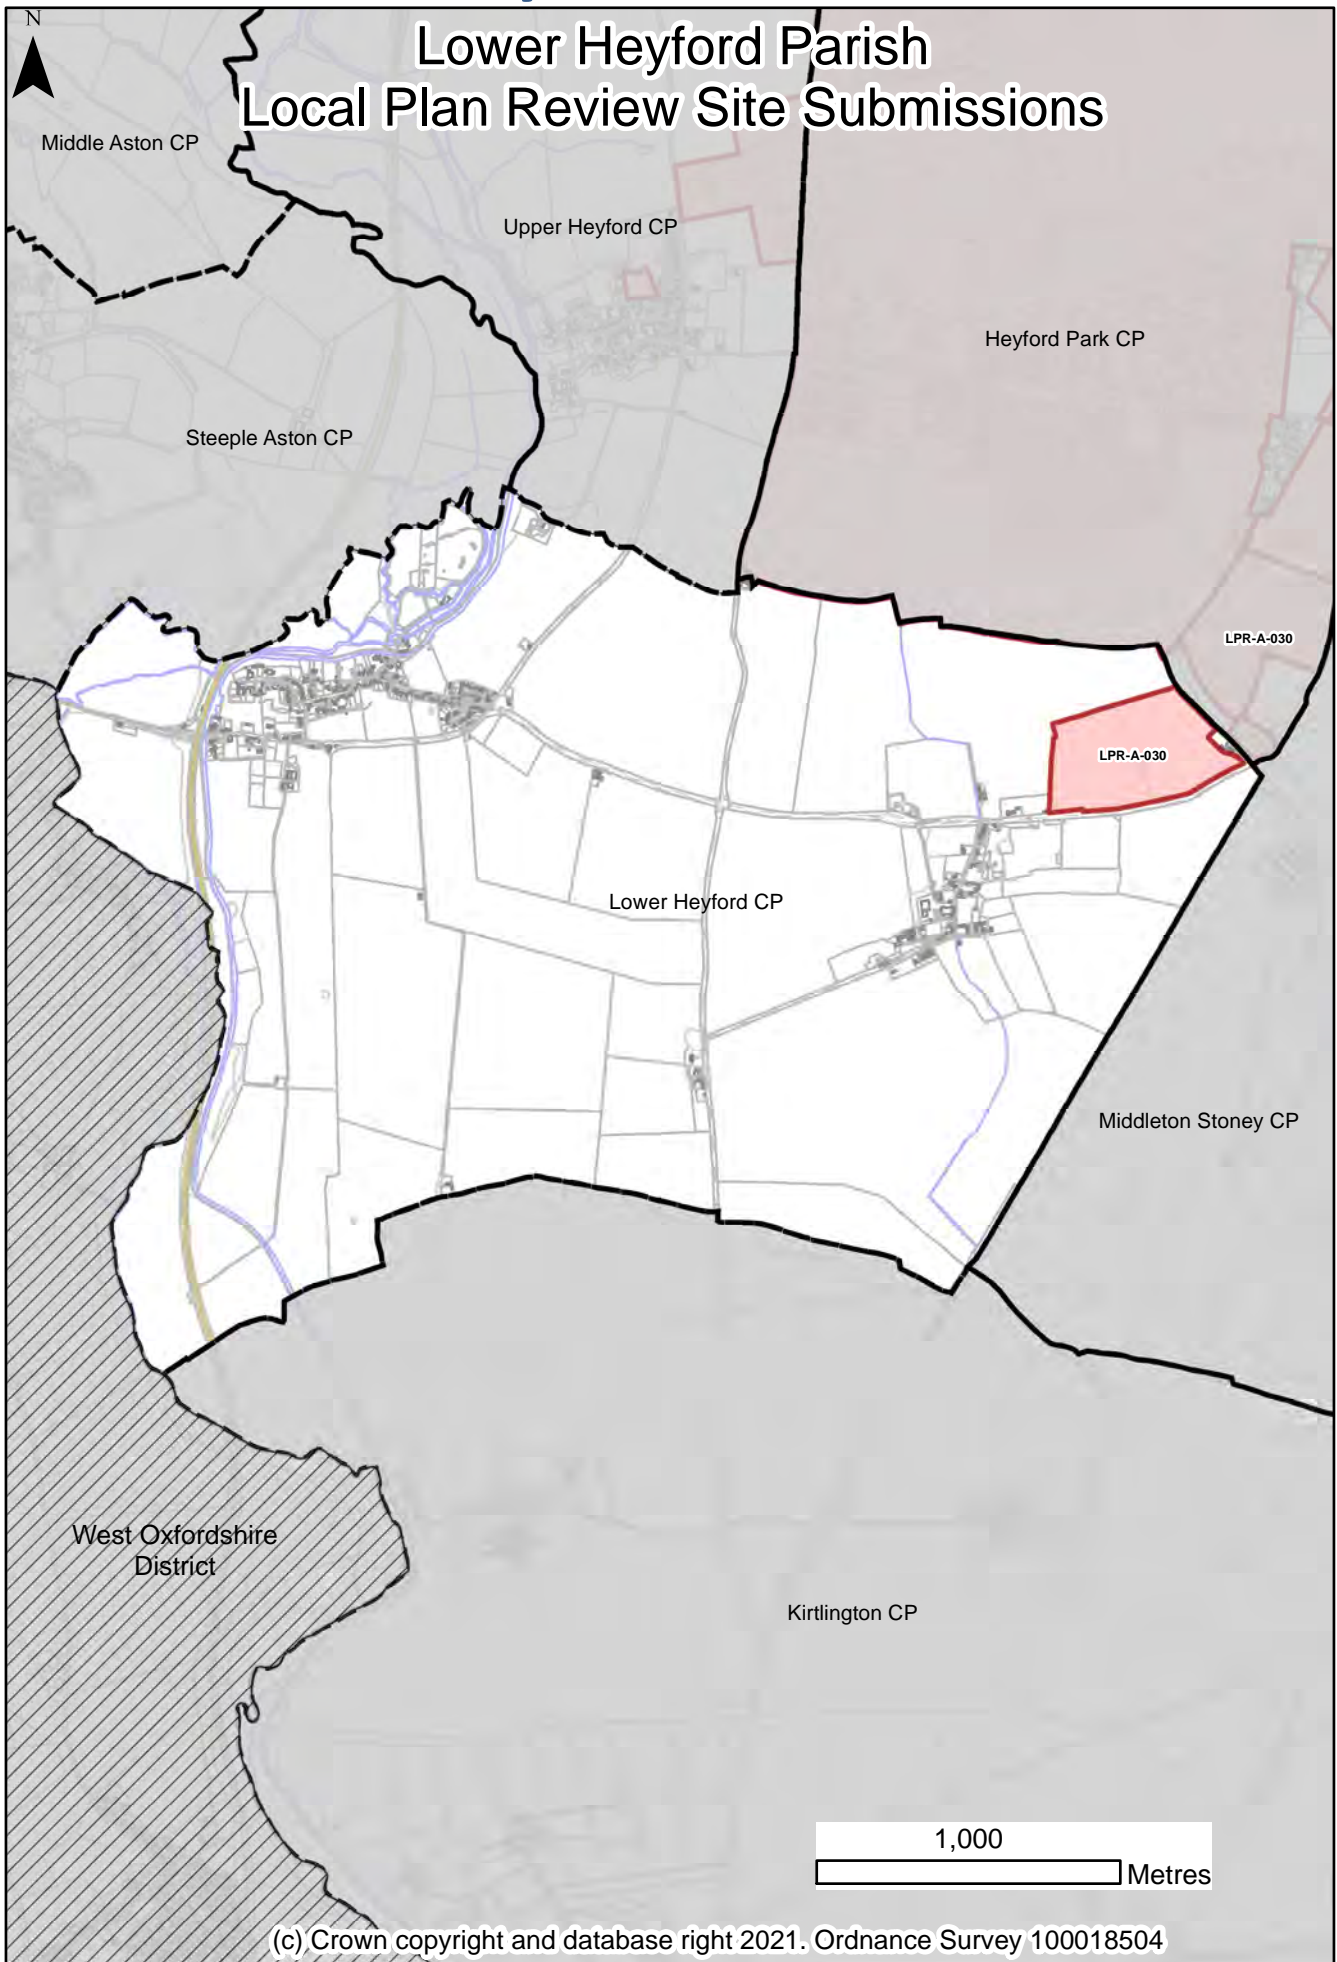 N
Lower Heyford Parish
Local Plan Review Site Submissions
Middle Aston CP
Upper Heyford CP
Heyford Park CP
Steeple Aston CP
LPR-A-030
LPR-A-030
Lower Heyford CP
Middleton Stoney CP
West Oxfordshire
District
Kirtlington CP
1,000
Metres
(c) Crown copyright and database right 2021. Ordnance Survey 100018504